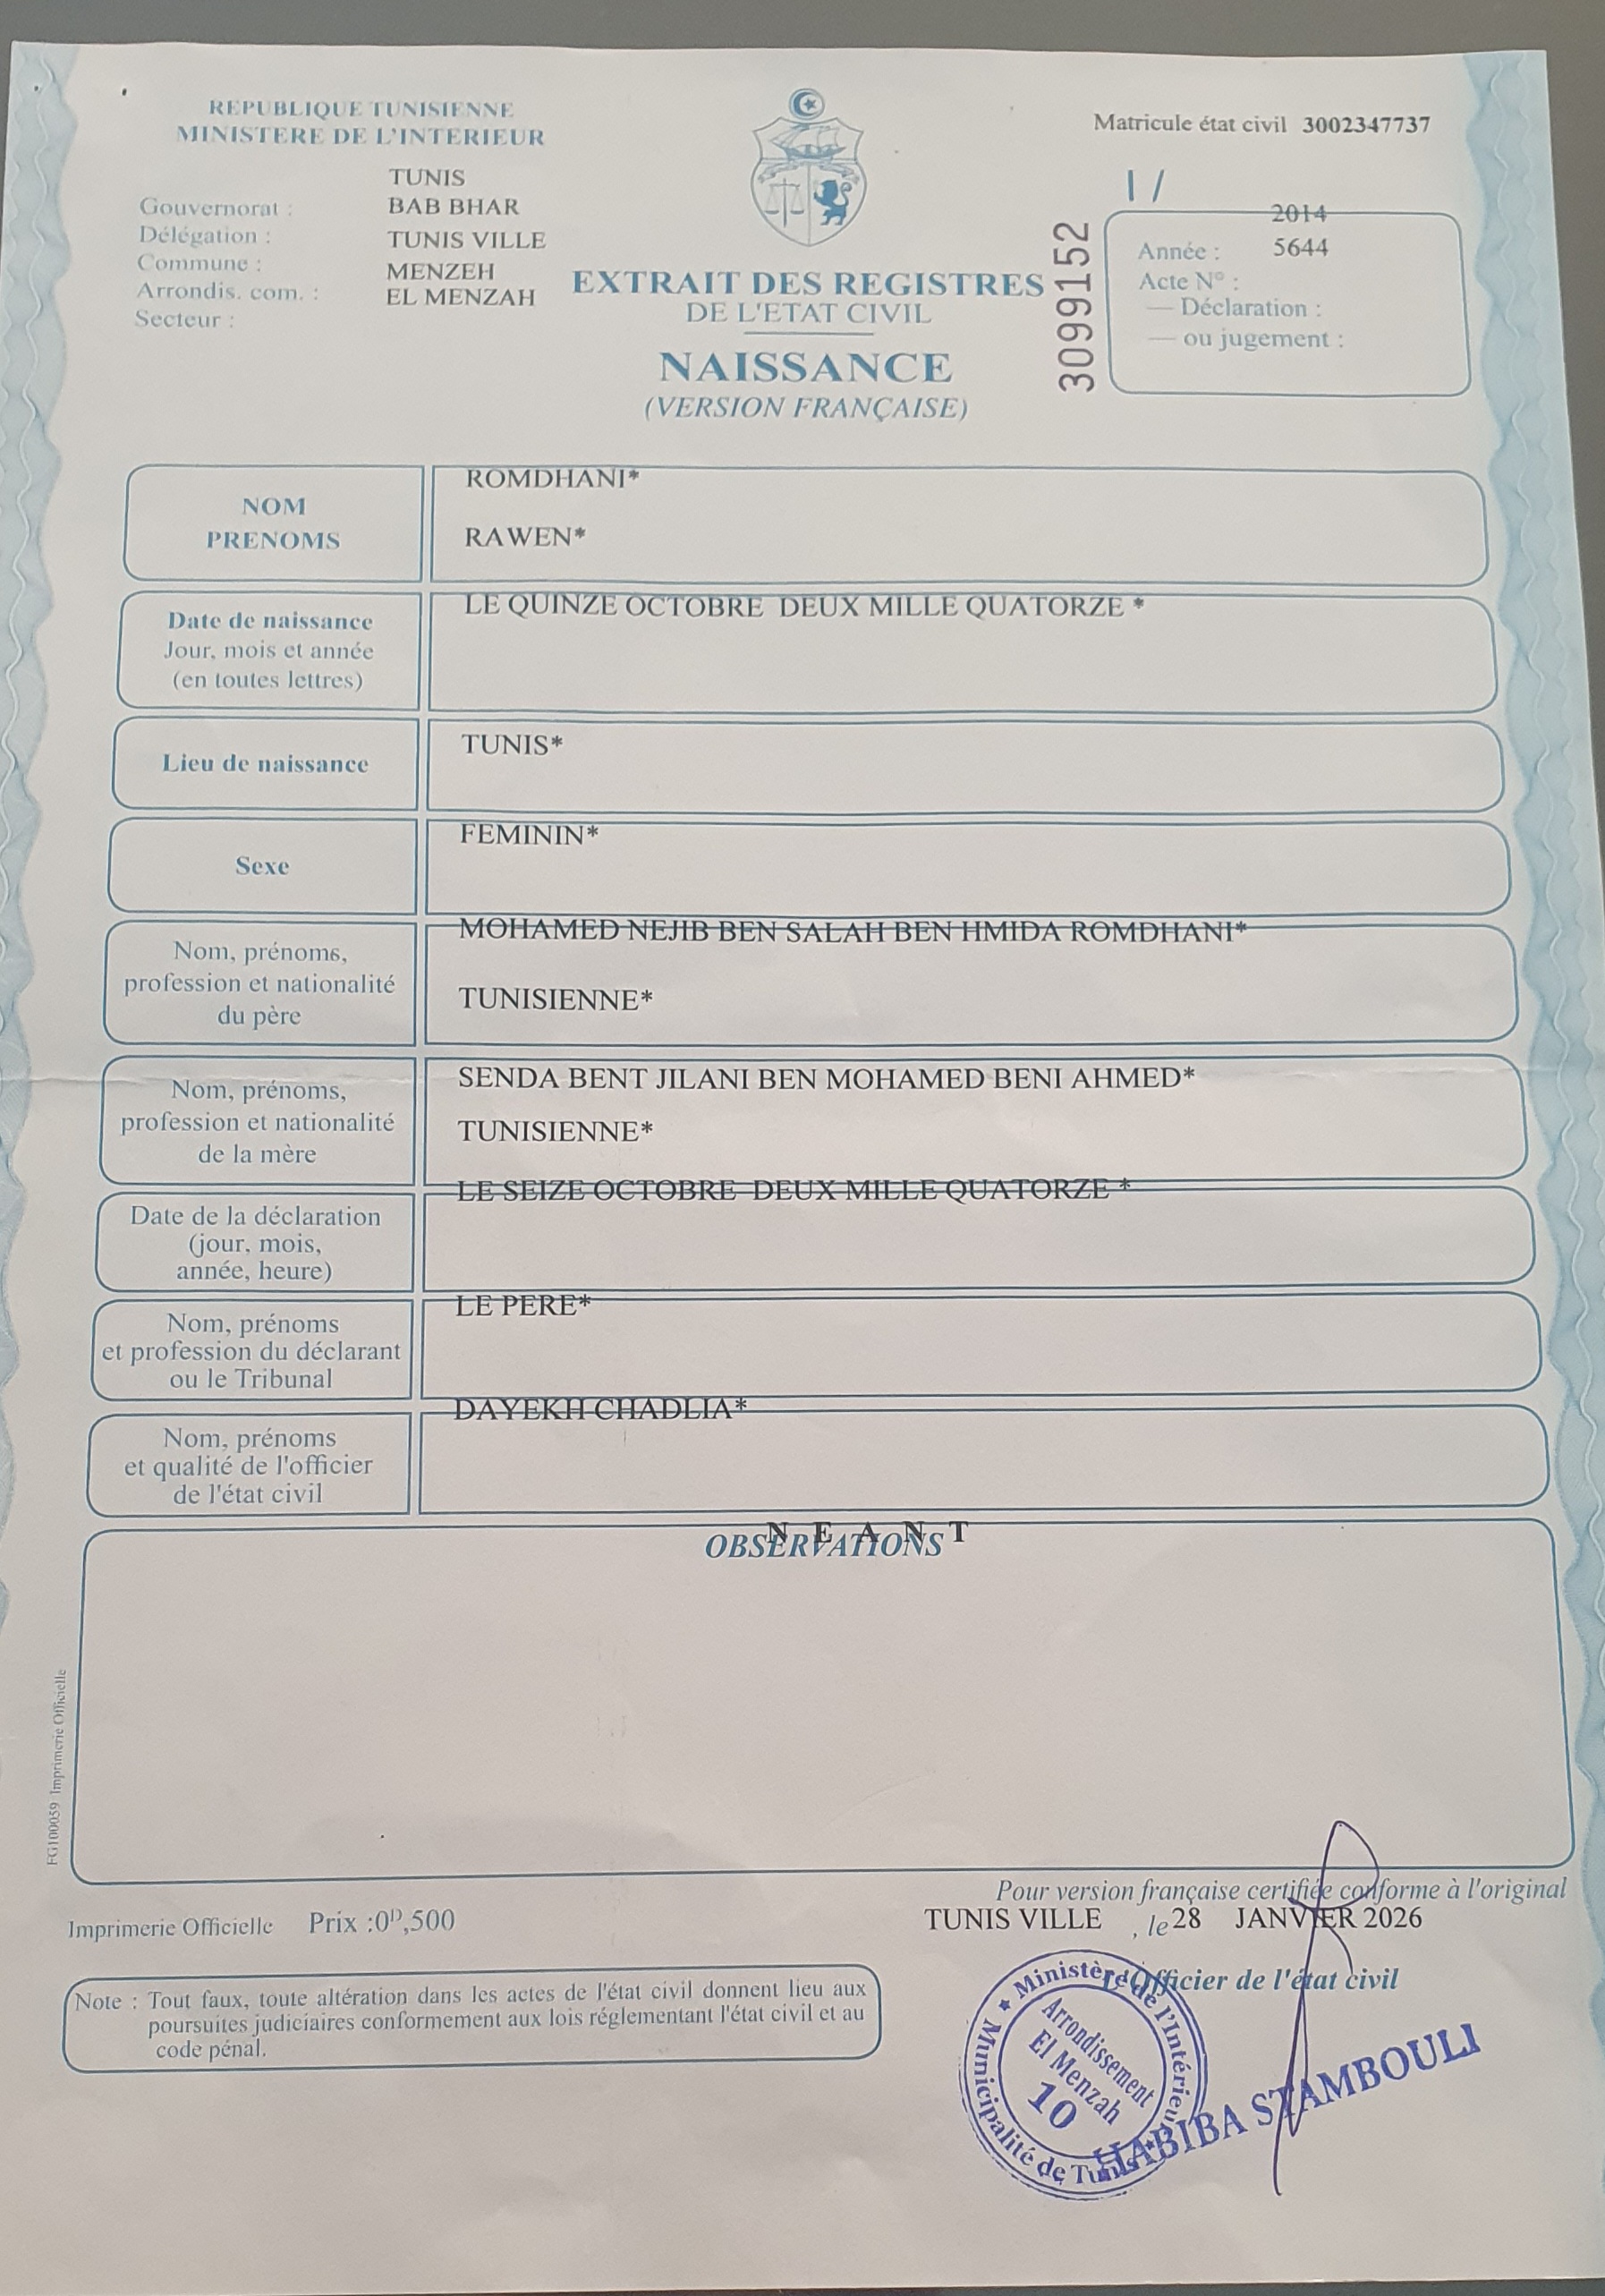 REPUBLIQUE TUNISIENNE
MINISTERE DE L'INTERIEUR
TUNIS
Gouvernorat : BAB BHAR
Délégation : TUNIS VILLE
Commune : MENZEH
Arrondis. com. : EL MENZAH
Secteur :
EXTRAIT DES REGISTRES
DE L'ETAT CIVIL
NAISSANCE
(VERSION FRANÇAISE)
Matricule état civil 3002347737
1 /
3099152
2014
Année : 5644
Acte N° :
— Déclaration :
— ou jugement :
NOM
PRENOMS
ROMDHANI*
RAWEN*
Date de naissance
Jour, mois et année
(en toutes lettres)
LE QUINZE OCTOBRE DEUX MILLE QUATORZE *
Lieu de naissance
TUNIS*
Sexe
FEMININ*
Nom, prénoms,
profession et nationalité
du père
MOHAMED NEJIB BEN SALAH BEN HMIDA ROMDHANI*
TUNISIENNE*
Nom, prénoms,
profession et nationalité
de la mère
SENDA BENT JILANI BEN MOHAMED BENI AHMED*
TUNISIENNE*
Date de la déclaration
(jour, mois,
année, heure)
LE SEIZE OCTOBRE DEUX MILLE QUATORZE *
Nom, prénoms
et profession du déclarant
ou le Tribunal
LE PERE*
Nom, prénoms
et qualité de l'officier
de l'état civil
DAYEKH CHADLIA*
N E A N T
OBSERVATIONS
FG100059 Imprimerie Officielle
Pour version française certifiée conforme à l'original
TUNIS VILLE , le 28 JANVIER 2026
L'Officier de l'état civil
Imprimerie Officielle Prix :0ᴰ,500
Note : Tout faux, toute altération dans les actes de l'état civil donnent lieu aux
poursuites judiciaires conformement aux lois réglementant l'état civil et au
code pénal.
★ Ministère de l'Intérieur ★ Municipalité de Tunis
Arrondissement
El Menzah
10
HABIBA STAMBOULI